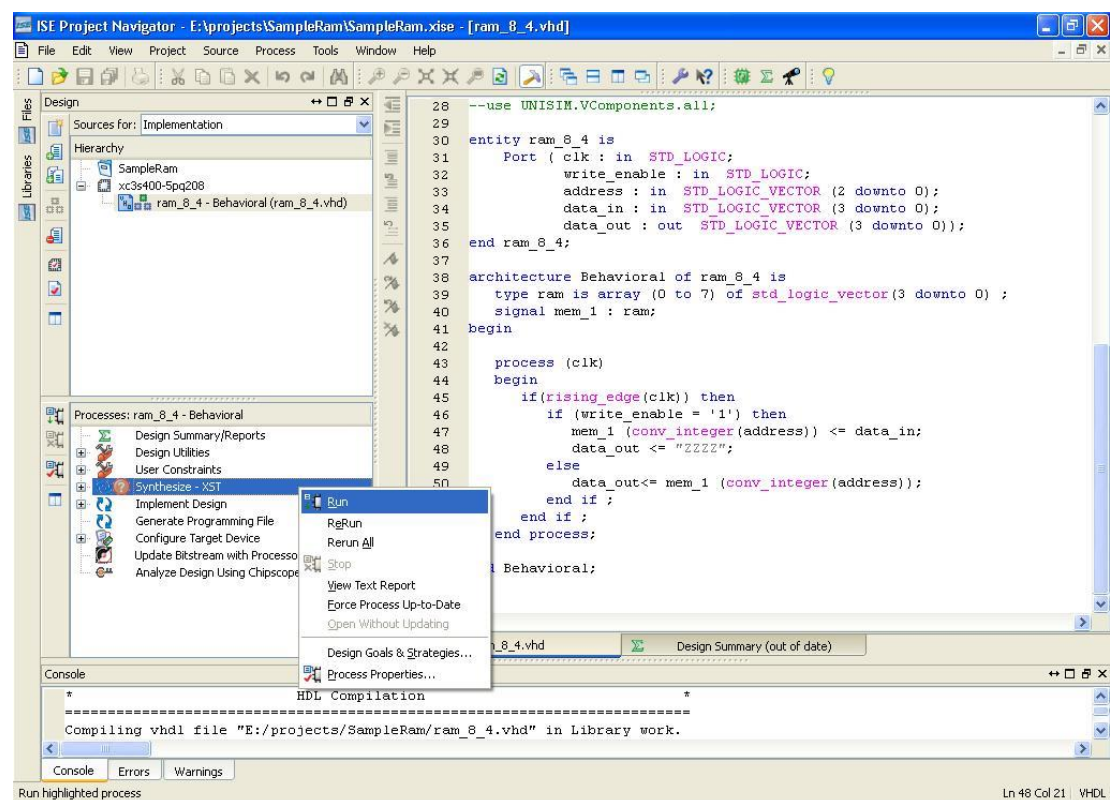 ISE Project Navigator - E:\projects\SampleRam\SampleRam.xise - [ram_8_4.vhd]
File Edit View Project Source Process Tools Window Help
Files
Libraries
Design
Sources for: Implementation
Hierarchy
SampleRam
xc3s400-5pq208
ram_8_4 - Behavioral (ram_8_4.vhd)
Processes: ram_8_4 - Behavioral
Design Summary/Reports
Design Utilities
User Constraints
Synthesize - XST
Implement Design
Generate Programming File
Configure Target Device
Update Bitstream with Processo
Analyze Design Using Chipscope
Run
ReRun
Rerun All
Stop
View Text Report
Force Process Up-to-Date
Open Without Updating
Design Goals & Strategies...
Process Properties...
28 --use UNISIM.VComponents.all;
29
30 entity ram_8_4 is
31 Port ( clk : in STD_LOGIC;
32 write_enable : in STD_LOGIC;
33 address : in STD_LOGIC_VECTOR (2 downto 0);
34 data_in : in STD_LOGIC_VECTOR (3 downto 0);
35 data_out : out STD_LOGIC_VECTOR (3 downto 0));
36 end ram_8_4;
37
38 architecture Behavioral of ram_8_4 is
39 type ram is array (0 to 7) of std_logic_vector(3 downto 0) ;
40 signal mem_1 : ram;
41 begin
42
43 process (clk)
44 begin
45 if(rising_edge(clk)) then
46 if (write_enable = '1') then
47 mem_1 (conv_integer(address)) <= data_in;
48 data_out <= "ZZZZ";
49 else
50 data_out<= mem_1 (conv_integer(address));
end if ;
end if ;
end process;
Behavioral;
_8_4.vhd
Design Summary (out of date)
Console
* HDL Compilation *
=========================================================================
Compiling vhdl file "E:/projects/SampleRam/ram_8_4.vhd" in Library work.
Console Errors Warnings
Run highlighted process
Ln 48 Col 21 VHDL